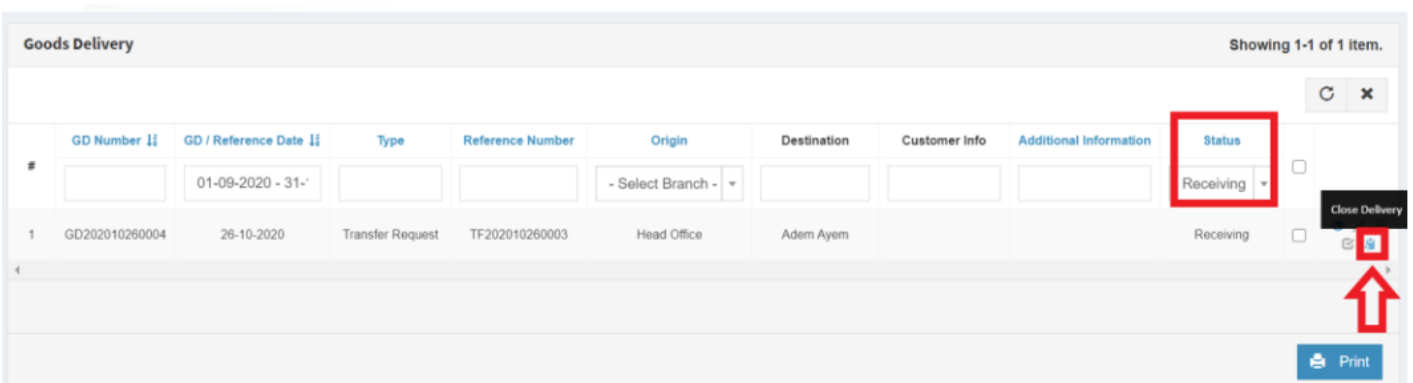 Goods Delivery
Showing 1-1 of 1 item.
# GD Number GD / Reference Date Type Reference Number Origin Destination Customer Info Additional Information Status
01-09-2020 - 31- - Select Branch - Receiving
Close Delivery
1 GD202010260004 26-10-2020 Transfer Request TF202010260003 Head Office Adem Ayem Receiving
Print